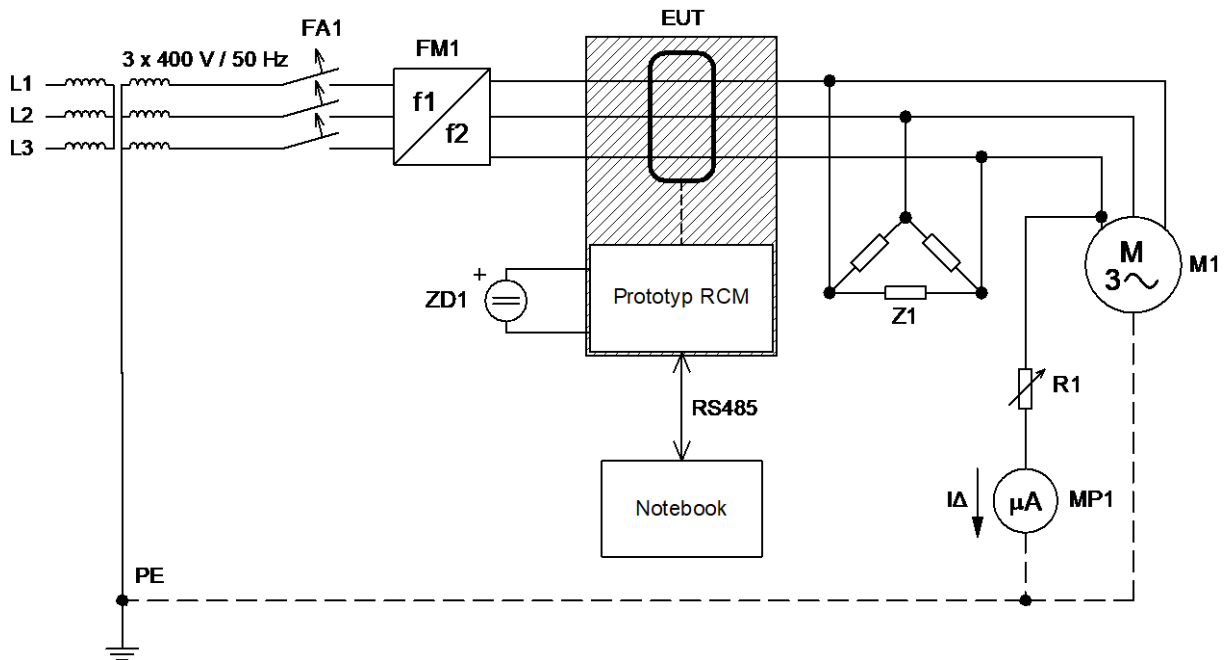 EUT
FA1
FM1
3 x 400 V / 50 Hz
L1
L2
L3
f1
f2
M
3
M1
+
ZD1
Prototyp RCM
Z1
R1
RS485
IΔ
µA
MP1
Notebook
PE